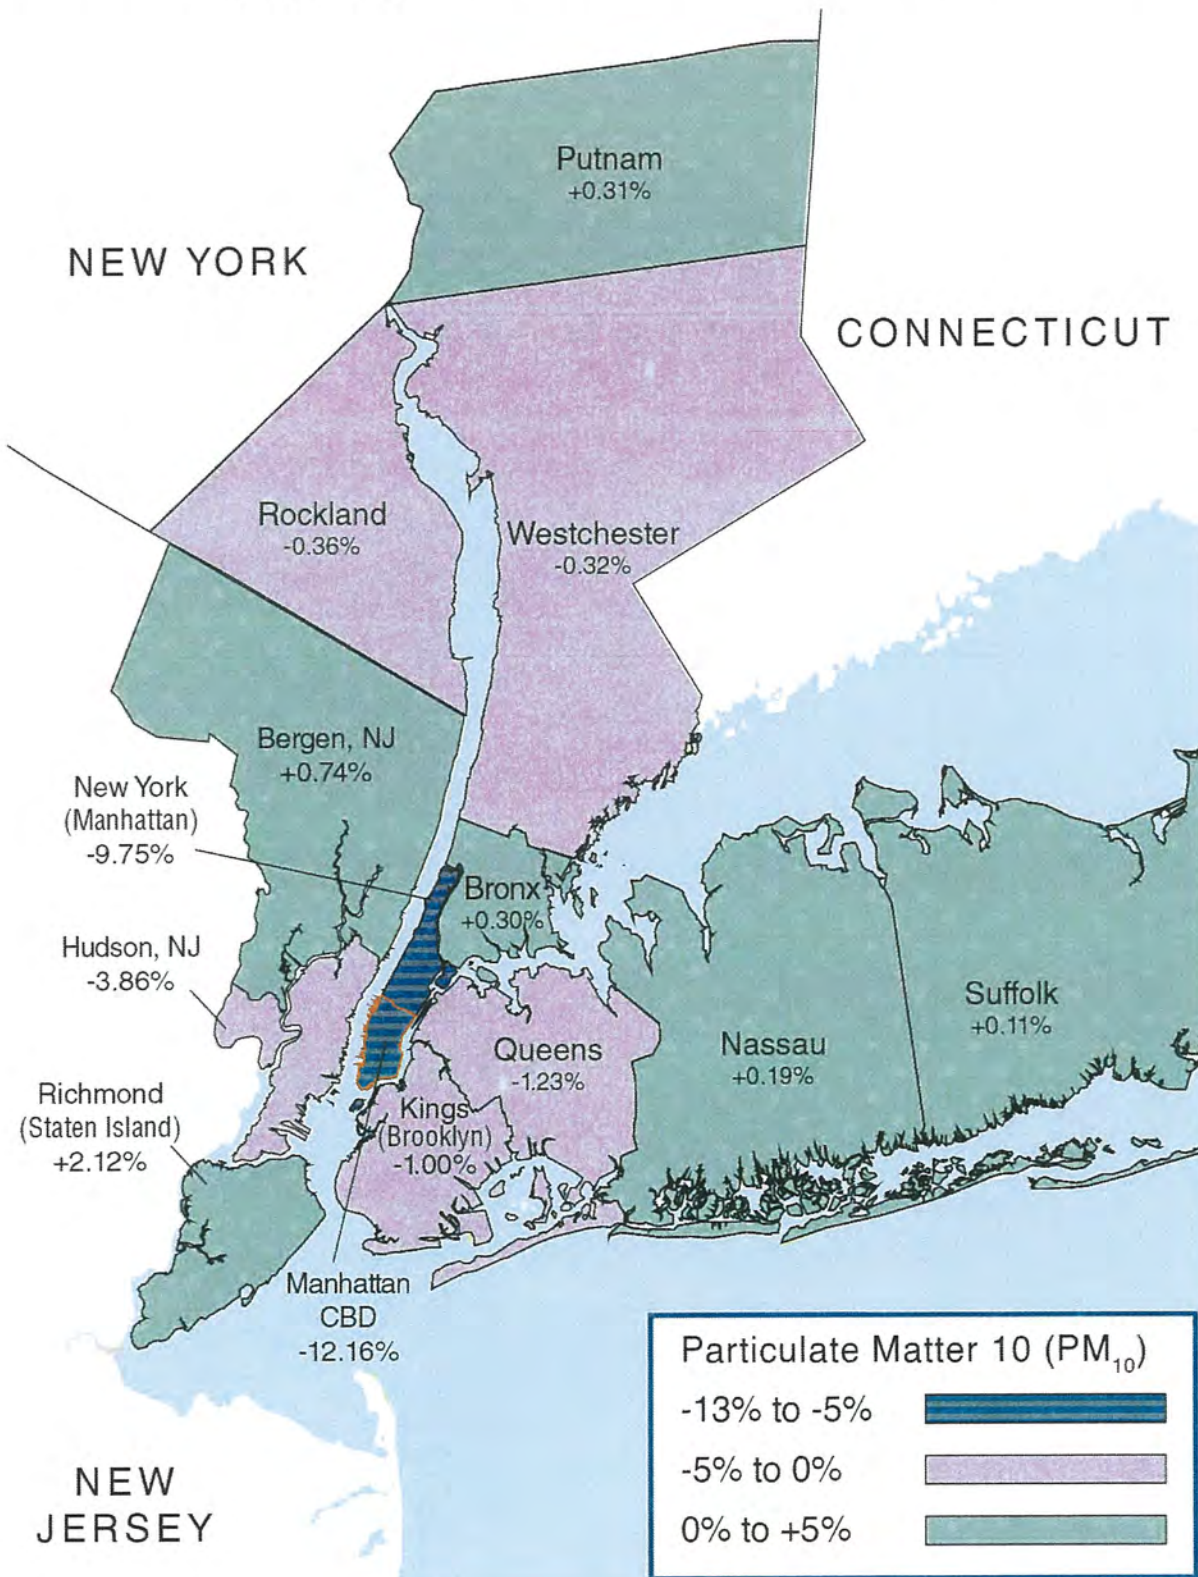 Putnam
+0.31%
NEW YORK
CONNECTICUT
Rockland
-0.36%
Westchester
-0.32%
Bergen, NJ
+0.74%
New York
(Manhattan)
-9.75%
Bronx
+0.30%
Hudson, NJ
-3.86%
Suffolk
+0.11%
Nassau
+0.19%
Queens
-1.23%
Richmond
(Staten Island)
+2.12%
Kings
(Brooklyn)
-1.00%
Manhattan
CBD
-12.16%
NEW
JERSEY
Particulate Matter 10 (PM₁₀)
-13% to -5%
-5% to 0%
0% to +5%